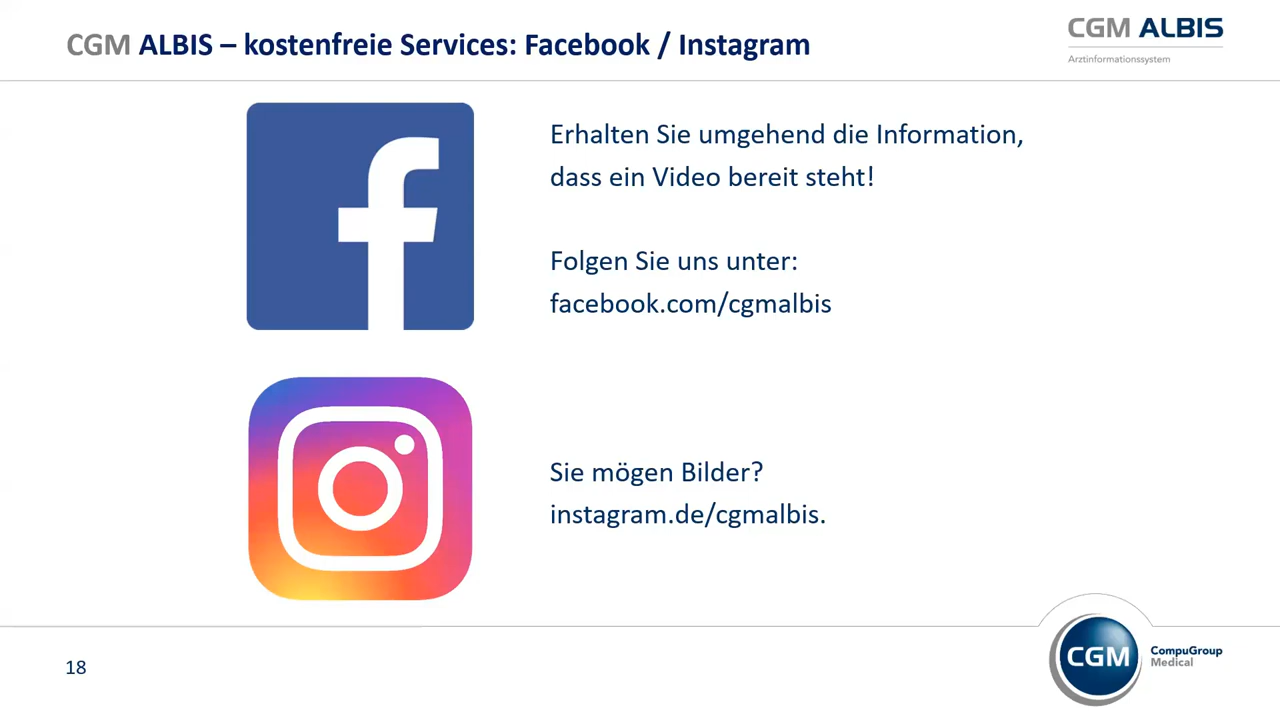 CGM ALBIS – kostenfreie Services: Facebook / Instagram
CGM ALBIS
Arztinformationssystem
Erhalten Sie umgehend die Information,
dass ein Video bereit steht!
Folgen Sie uns unter:
facebook.com/cgmalbis
Sie mögen Bilder?
instagram.de/cgmalbis.
18
CGM
CompuGroup
Medical